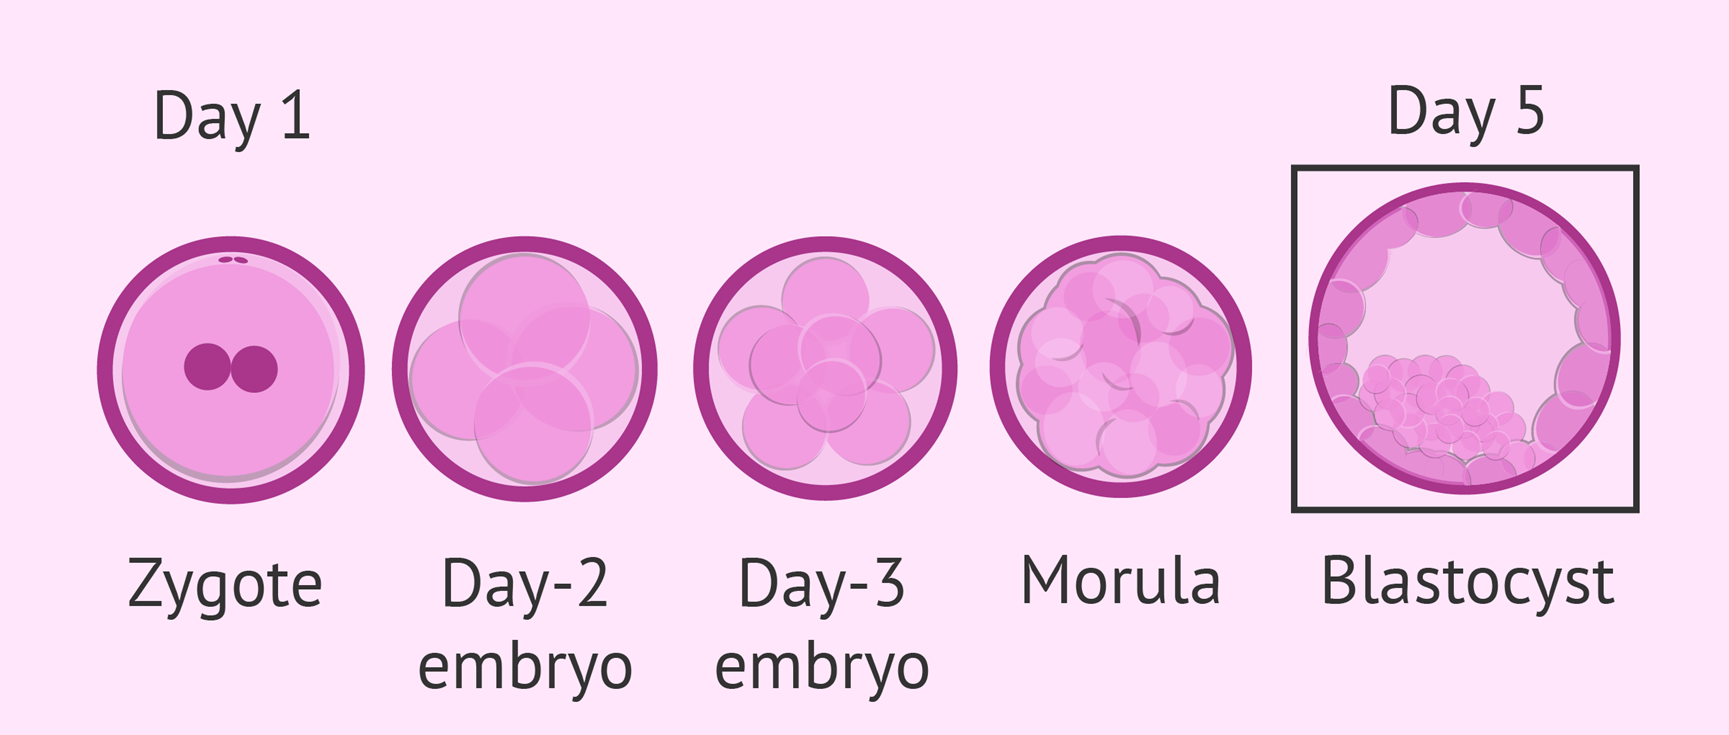 Day 1
Day 5
Zygote
Day-2
embryo
Day-3
embryo
Morula
Blastocyst